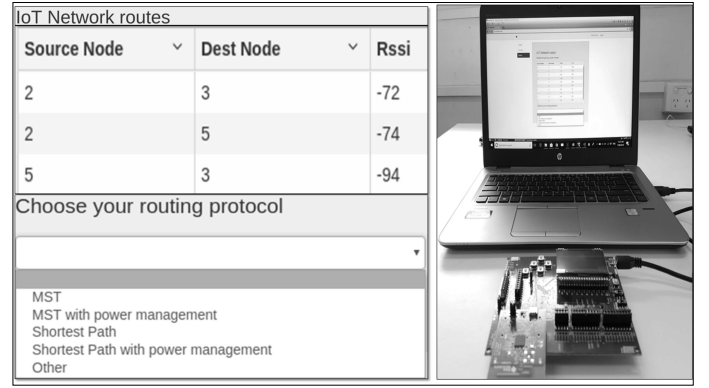 IoT Network routes
Source Node Dest Node Rssi
2 3 -72
2 5 -74
5 3 -94
Choose your routing protocol
MST
MST with power management
Shortest Path
Shortest Path with power management
Other
hp